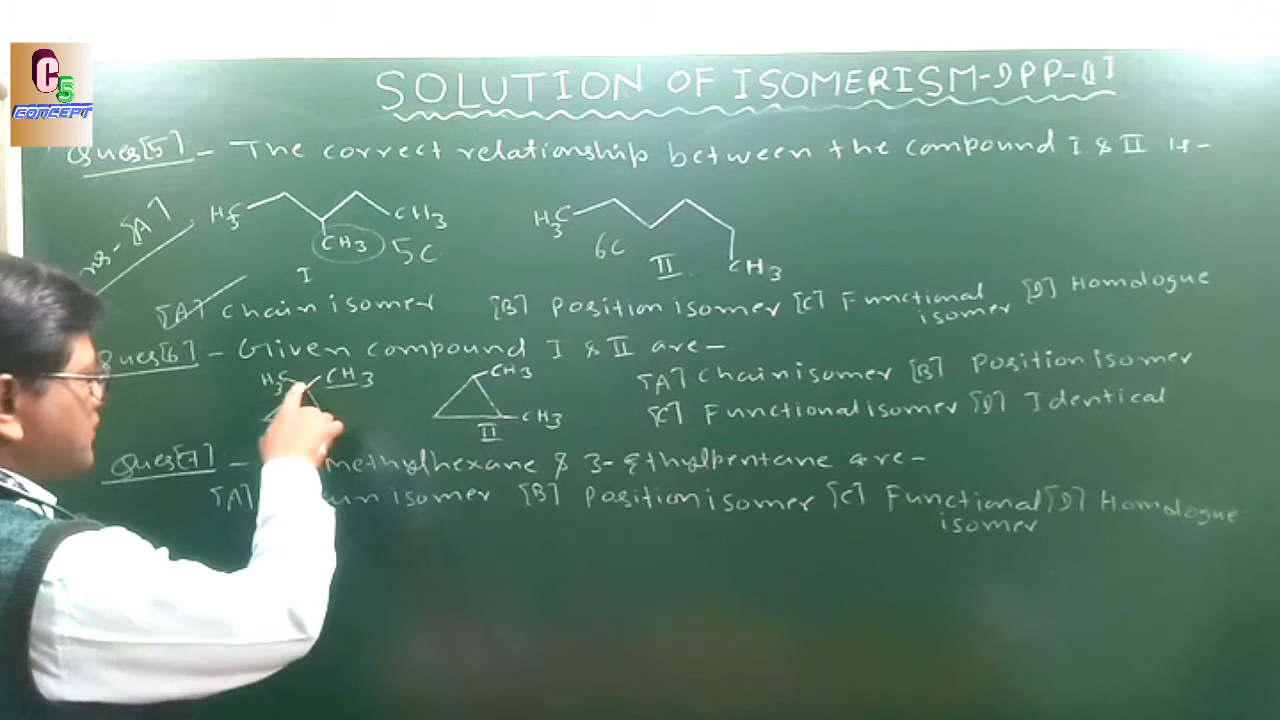 C5
CONCEPT
SOLUTION OF ISOMERISM-DPP-[1]
Ques[5] - The correct relationship between the compound I & II is-
H3C CH3 H3C
CH3 5C 6C
I II CH3
[A] Chain isomer [B] Position isomer [C] Functional isomer [D] Homologue
Ques[6] - Given compound I & II are -
H3C CH3 CH3 [A] Chain isomer [B] Position isomer
CH3 [C] Functional isomer [D] Identical
II
Ques[7] - methylhexane & 3-Ethylpentane are-
[A] isomer [B] Position isomer [C] Functional isomer [D] Homologue